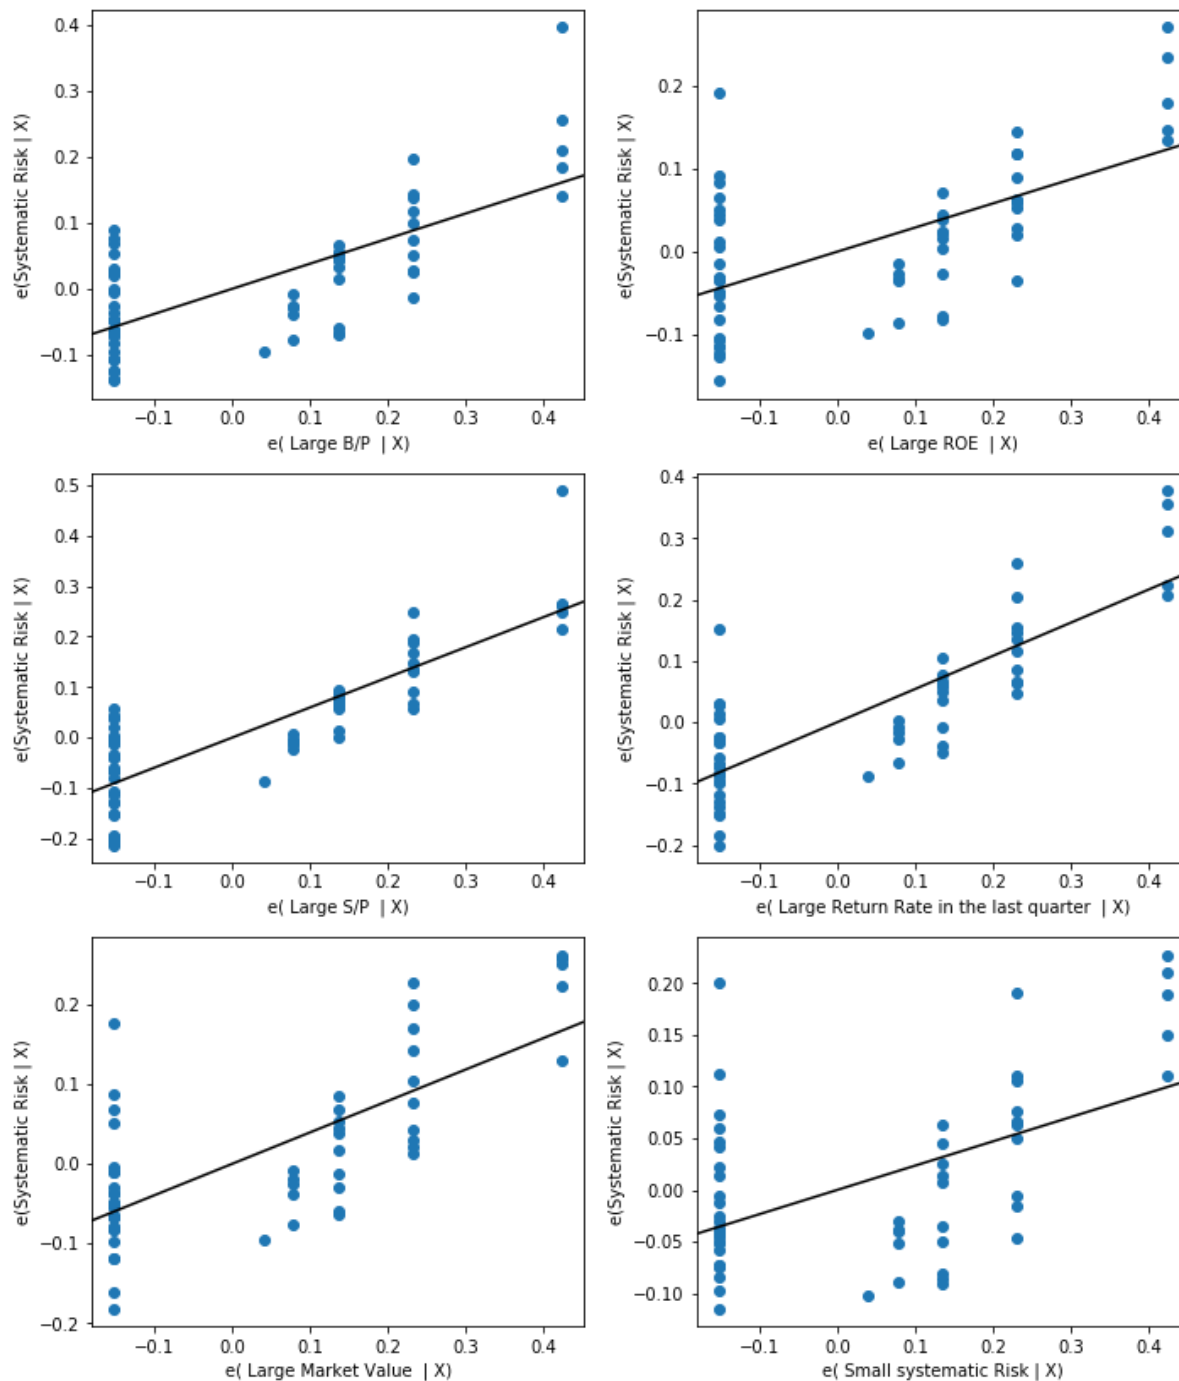 0.4
0.3
0.2
0.1
0.0
−0.1
e(Systematic Risk | X)
−0.1 0.0 0.1 0.2 0.3 0.4
e( Large B/P | X)
0.2
0.1
0.0
−0.1
e(Systematic Risk | X)
−0.1 0.0 0.1 0.2 0.3 0.4
e( Large ROE | X)
0.5
0.4
0.3
0.2
0.1
0.0
−0.1
−0.2
e(Systematic Risk | X)
−0.1 0.0 0.1 0.2 0.3 0.4
e( Large S/P | X)
0.4
0.3
0.2
0.1
0.0
−0.1
−0.2
e(Systematic Risk | X)
−0.1 0.0 0.1 0.2 0.3 0.4
e( Large Return Rate in the last quarter | X)
0.2
0.1
0.0
−0.1
−0.2
e(Systematic Risk | X)
−0.1 0.0 0.1 0.2 0.3 0.4
e( Large Market Value | X)
0.20
0.15
0.10
0.05
0.00
−0.05
−0.10
e(Systematic Risk | X)
−0.1 0.0 0.1 0.2 0.3 0.4
e( Small systematic Risk | X)